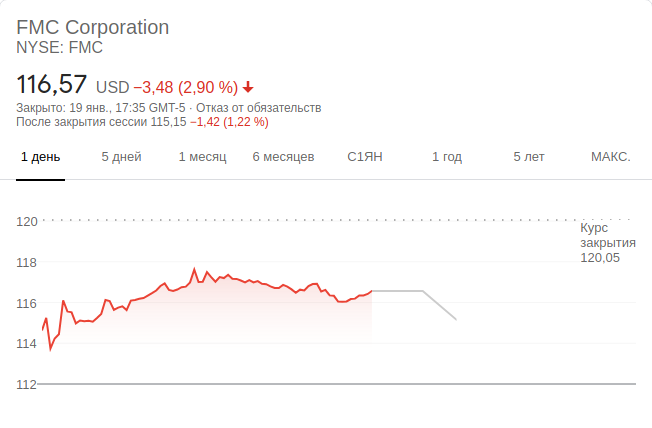 FMC Corporation
NYSE: FMC
116,57 USD −3,48 (2,90 %)
Закрыто: 19 янв., 17:35 GMT-5 · Отказ от обязательств
После закрытия сессии 115,15 −1,42 (1,22 %)
1 день 5 дней 1 месяц 6 месяцев С1ЯН 1 год 5 лет МАКС.
120
Курс
закрытия
120,05
118
116
114
112